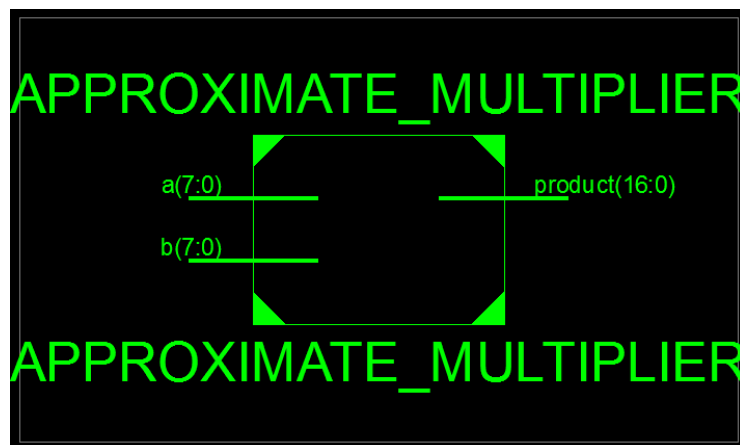 APPROXIMATE_MULTIPLIER
a(7:0)
product(16:0)
b(7:0)
APPROXIMATE_MULTIPLIER